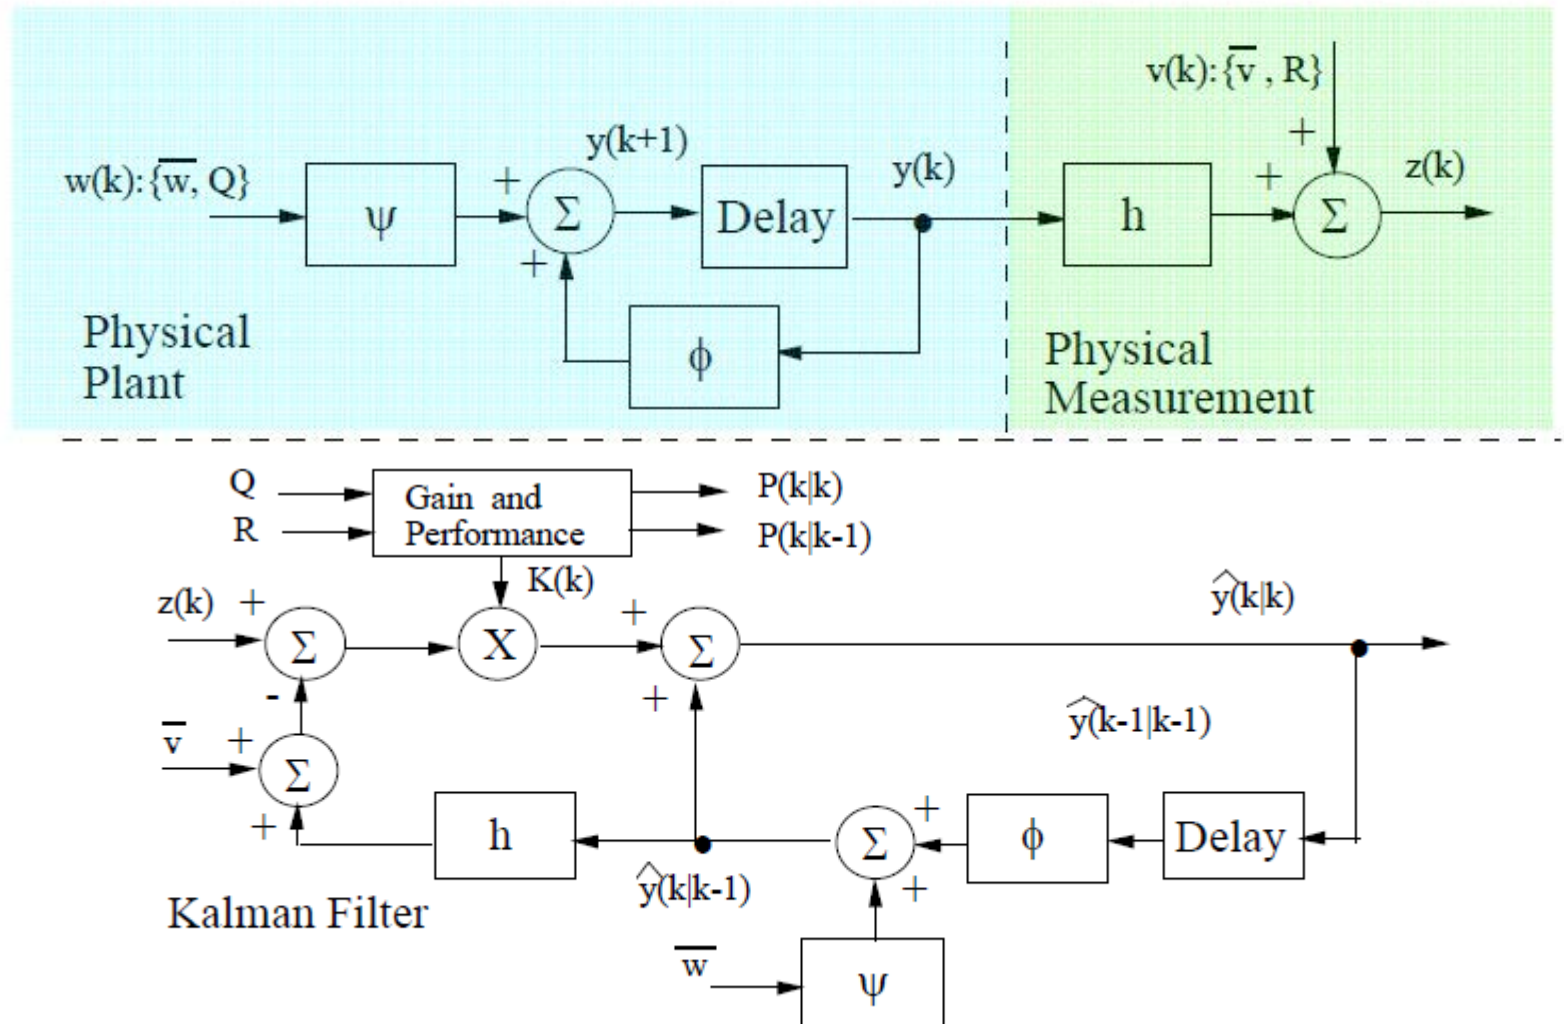 v(k):{v̅ , R}
+
y(k+1)
w(k):{w̅, Q}
+
y(k)
+
z(k)
ψ
Σ
Delay
h
Σ
+
Physical
Plant
ϕ
Physical
Measurement
Q
Gain and
Performance
P(k|k)
R
P(k|k-1)
K(k)
z(k)
+
+
ŷ(k|k)
Σ
X
Σ
-
+
ŷ(k-1|k-1)
v̅
+
Σ
+
+
h
Σ
ϕ
Delay
ŷ(k|k-1)
+
Kalman Filter
w̅
ψ